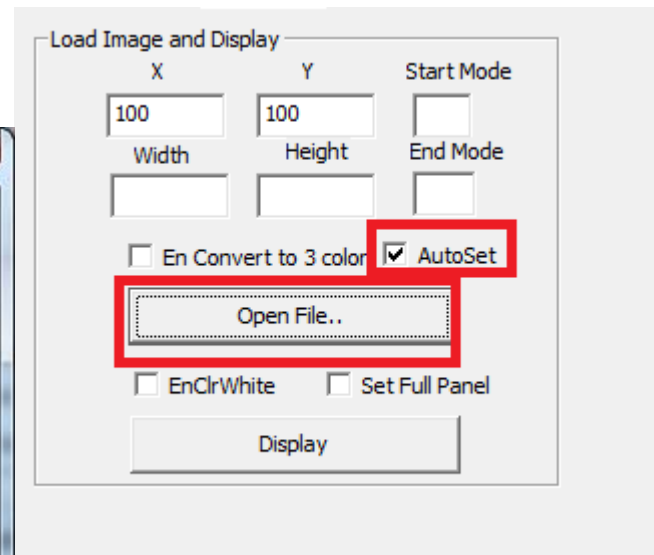 Load Image and Display
X Y Start Mode
100 100
Width Height End Mode
En Convert to 3 color AutoSet
Open File..
EnClrWhite Set Full Panel
Display